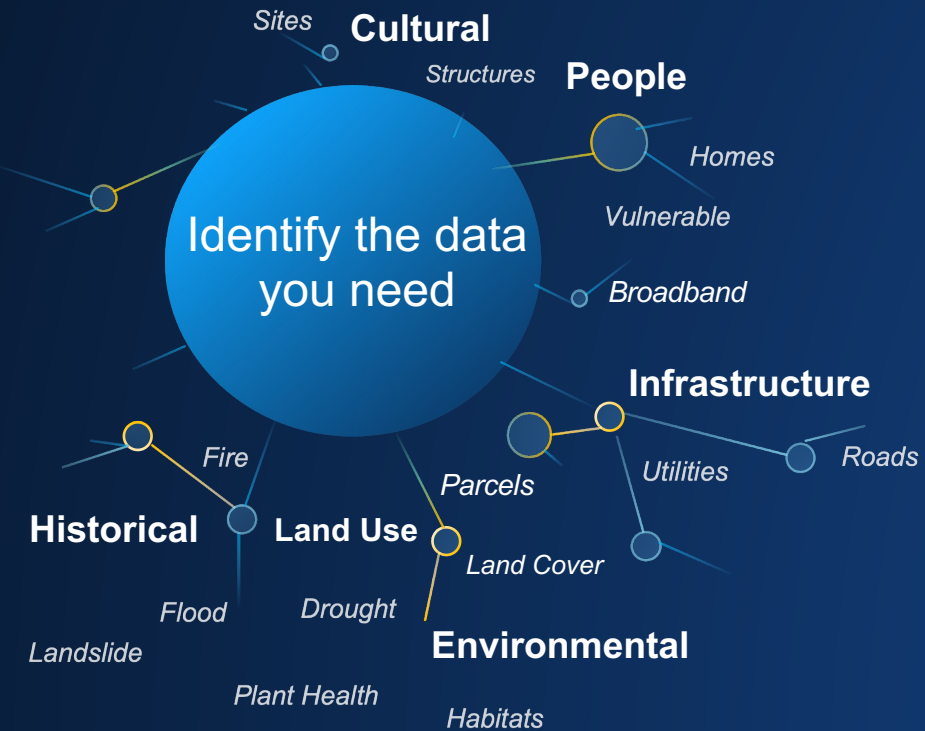 Sites
Cultural
Structures
People
Homes
Vulnerable
Identify the data
you need
Broadband
Infrastructure
Roads
Utilities
Parcels
Fire
Historical
Land Use
Land Cover
Flood
Drought
Landslide
Environmental
Plant Health
Habitats